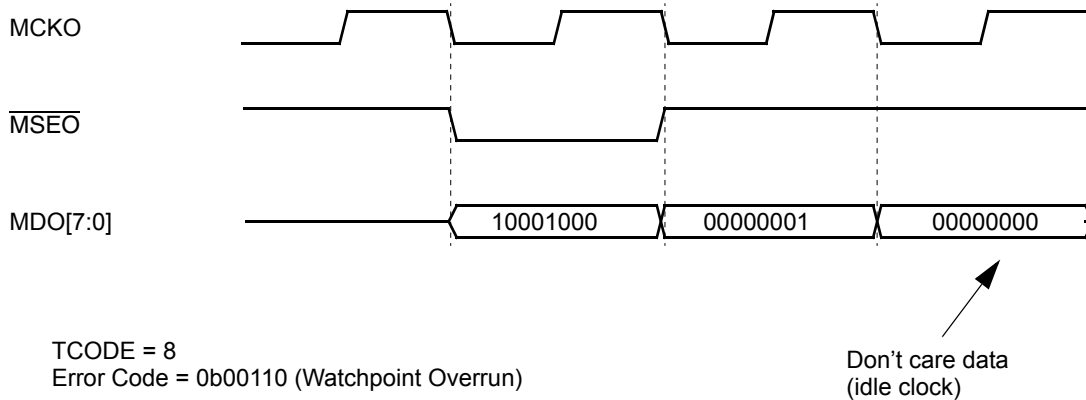 MCKO
MSEO
MDO[7:0]
10001000
00000001
00000000
TCODE = 8
Error Code = 0b00110 (Watchpoint Overrun)
Don't care data
(idle clock)